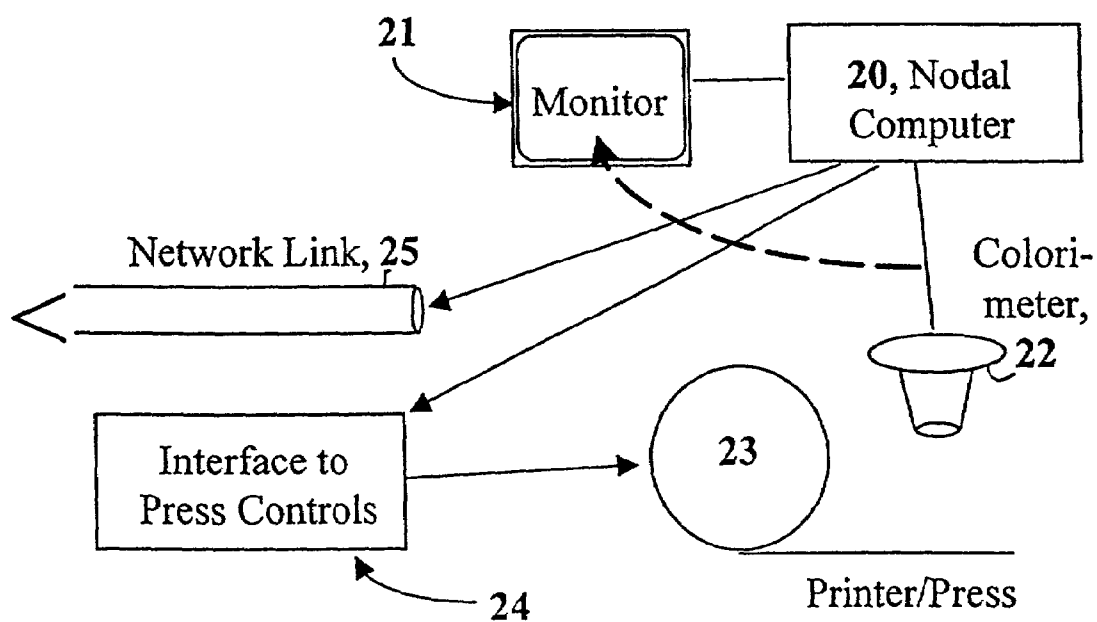 21
Monitor
20, Nodal
Computer
Network Link, 25
Colori-
meter,
22
Interface to
Press Controls
23
24
Printer/Press